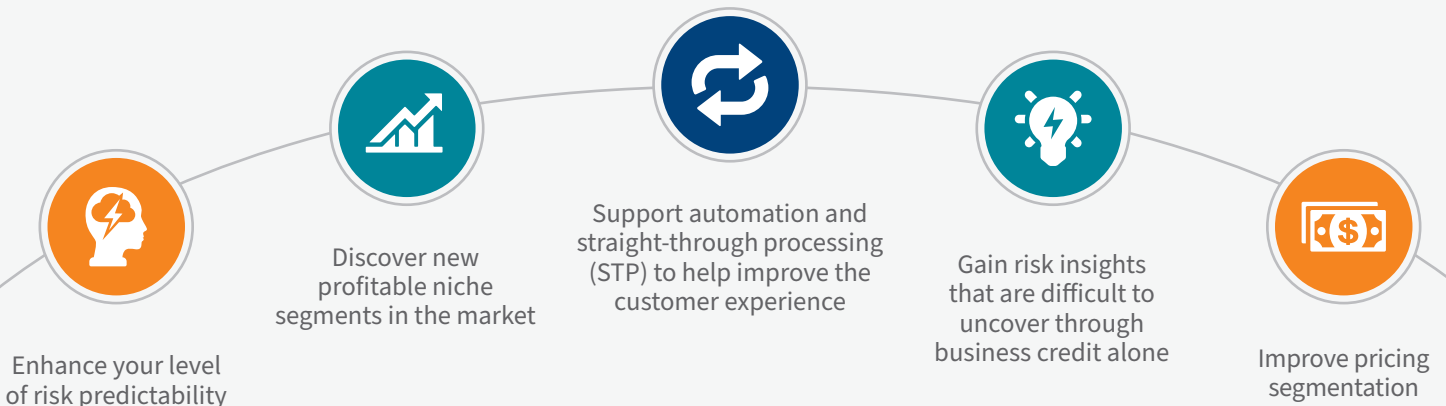 Enhance your level
of risk predictability
Discover new
profitable niche
segments in the market
Support automation and
straight-through processing
(STP) to help improve the
customer experience
Gain risk insights
that are difficult to
uncover through
business credit alone
$
Improve pricing
segmentation